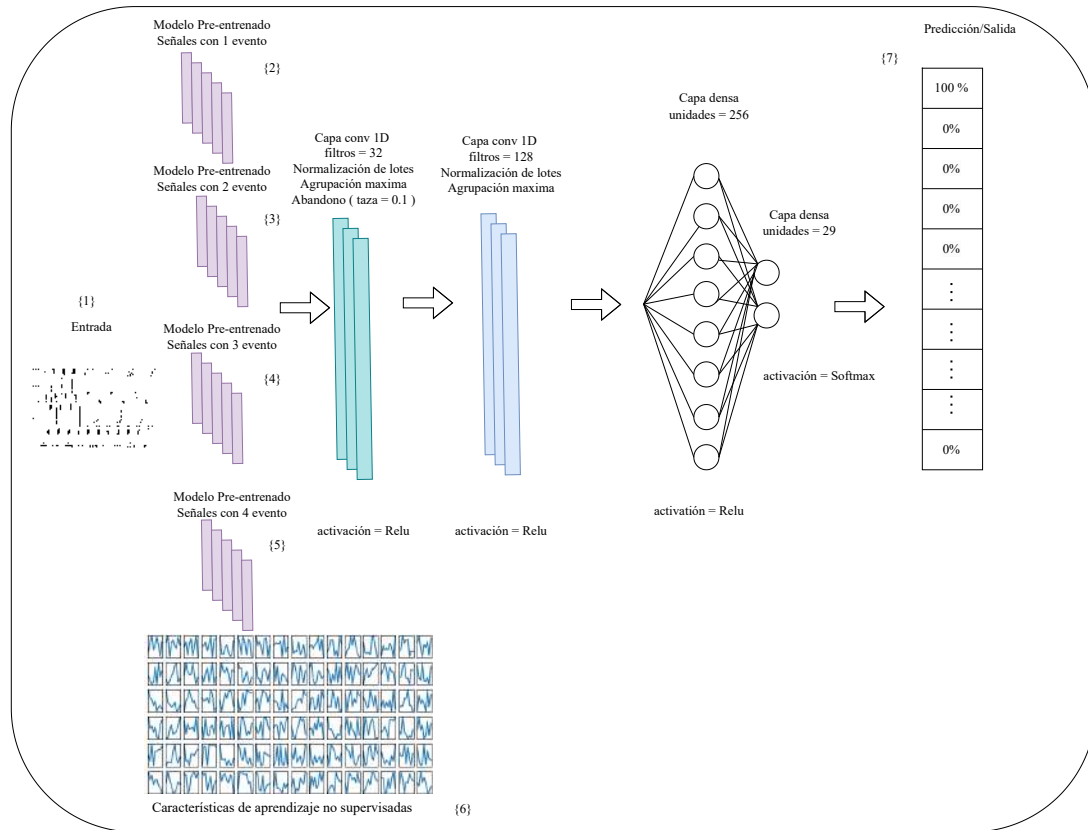 Modelo Pre-entrenado
Señales con 1 evento
{2}
Modelo Pre-entrenado
Señales con 2 evento
{3}
{1}
Entrada
Modelo Pre-entrenado
Señales con 3 evento
{4}
Modelo Pre-entrenado
Señales con 4 evento
{5}
Características de aprendizaje no supervisadas
{6}
Capa conv 1D
filtros = 32
Normalización de lotes
Agrupación maxima
Abandono ( taza = 0.1 )
activación = Relu
Capa conv 1D
filtros = 128
Normalización de lotes
Agrupación maxima
activación = Relu
Capa densa
unidades = 256
activatión = Relu
Capa densa
unidades = 29
activación = Softmax
Predicción/Salida
{7}
100 %
0%
0%
0%
0%
⋮
⋮
⋮
⋮
0%